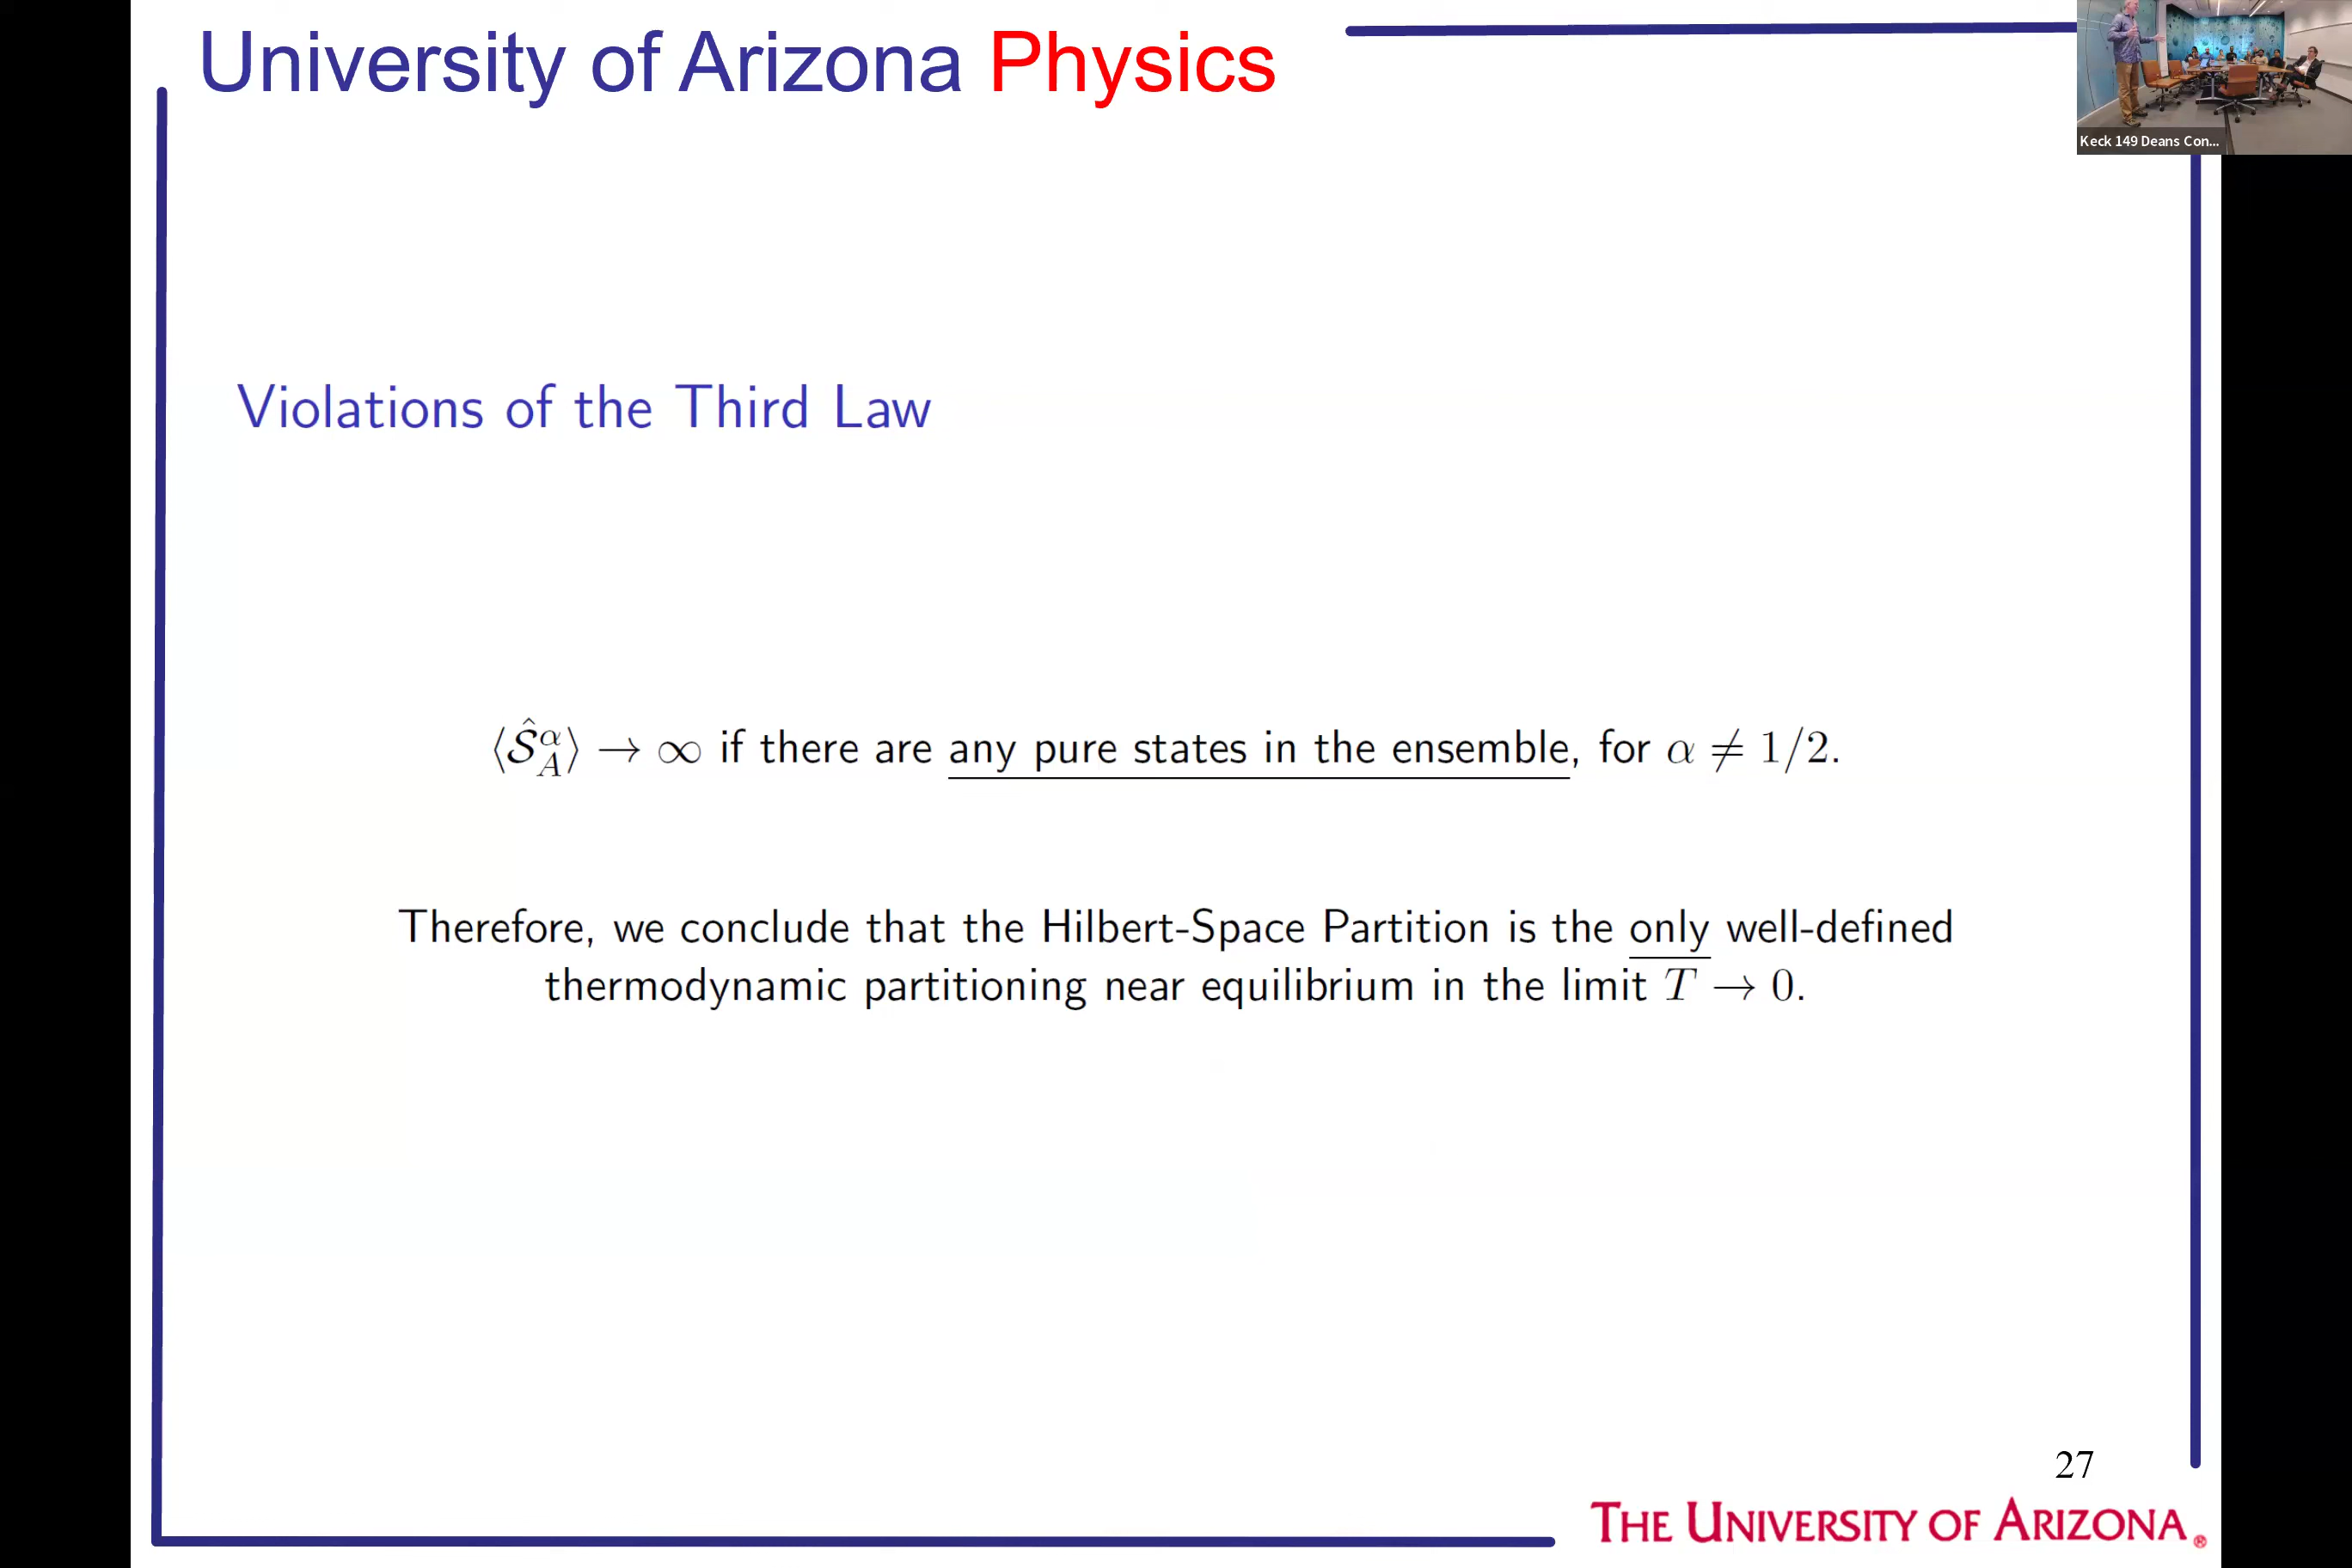 University of Arizona Physics
Keck 149 Deans Con...
Violations of the Third Law
⟨𝒮̂_A^α⟩ → ∞ if there are any pure states in the ensemble, for α ≠ 1/2.
Therefore, we conclude that the Hilbert-Space Partition is the only well-defined
thermodynamic partitioning near equilibrium in the limit T → 0.
27
THE UNIVERSITY OF ARIZONA®